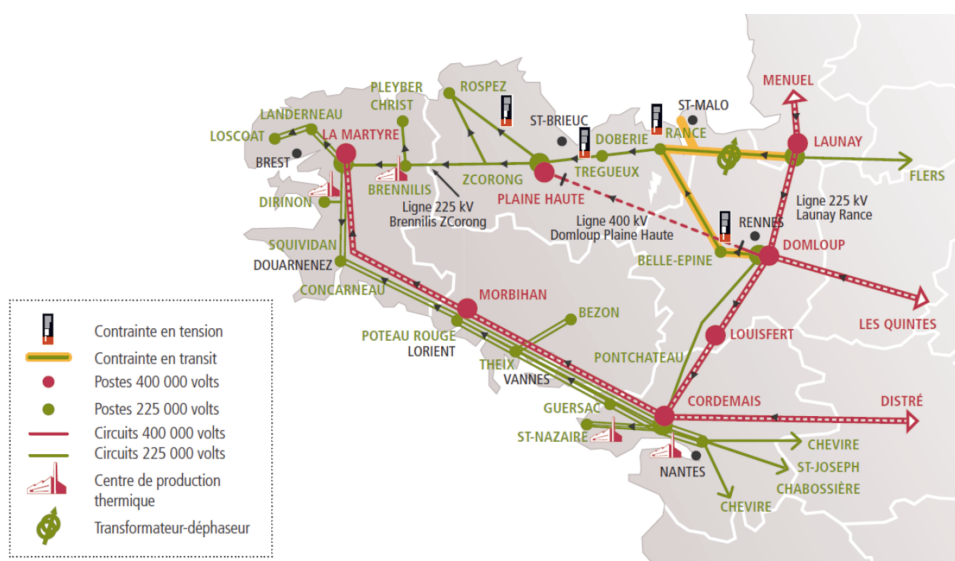 MENUEL
PLEYBER
CHRIST
ROSPEZ
ST-MALO
LANDERNEAU
LOSCOAT
LA MARTYRE
ST-BRIEUC
DOBERIE
RANCE
LAUNAY
BREST
FLERS
BRENNILIS
ZCORONG
TREGUEUX
PLAINE HAUTE
DIRINON
Ligne 225 kV
Brennilis ZCorong
Ligne 400 kV
Domloup Plaine Haute
RENNES
Ligne 225 kV
Launay Rance
SQUIVIDAN
DOUARNENEZ
BELLE-EPINE
DOMLOUP
CONCARNEAU
MORBIHAN
BEZON
LES QUINTES
POTEAU ROUGE
LORIENT
LOUISFERT
THEIX
VANNES
PONTCHATEAU
GUERSAC
CORDEMAIS
DISTRÉ
ST-NAZAIRE
CHEVIRE
NANTES
ST-JOSEPH
CHABOSSIÈRE
CHEVIRE
Contrainte en tension
Contrainte en transit
Postes 400 000 volts
Postes 225 000 volts
Circuits 400 000 volts
Circuits 225 000 volts
Centre de production
thermique
Transformateur-déphaseur